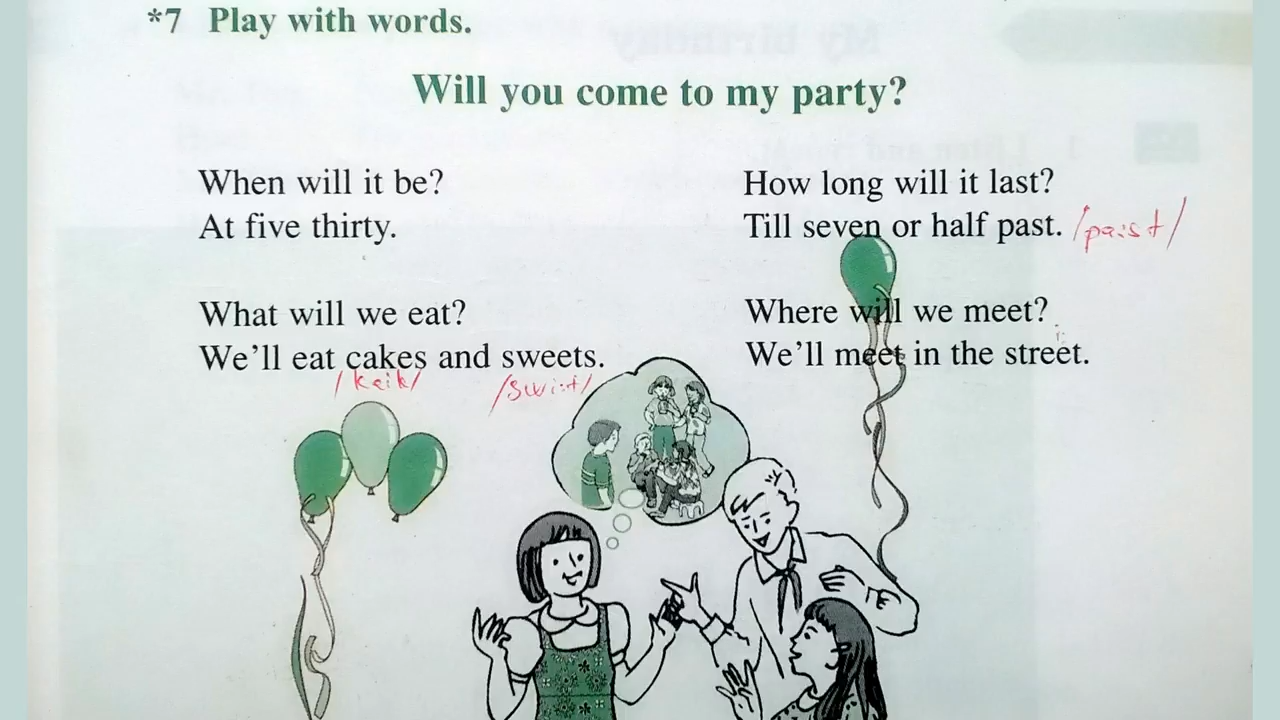 *7 Play with words.
Will you come to my party?
When will it be?
At five thirty.
What will we eat?
We'll eat cakes and sweets.
/keik/ /swi:t/
How long will it last?
Till seven or half past. /pa:st/
Where will we meet?
We'll meet in the street.